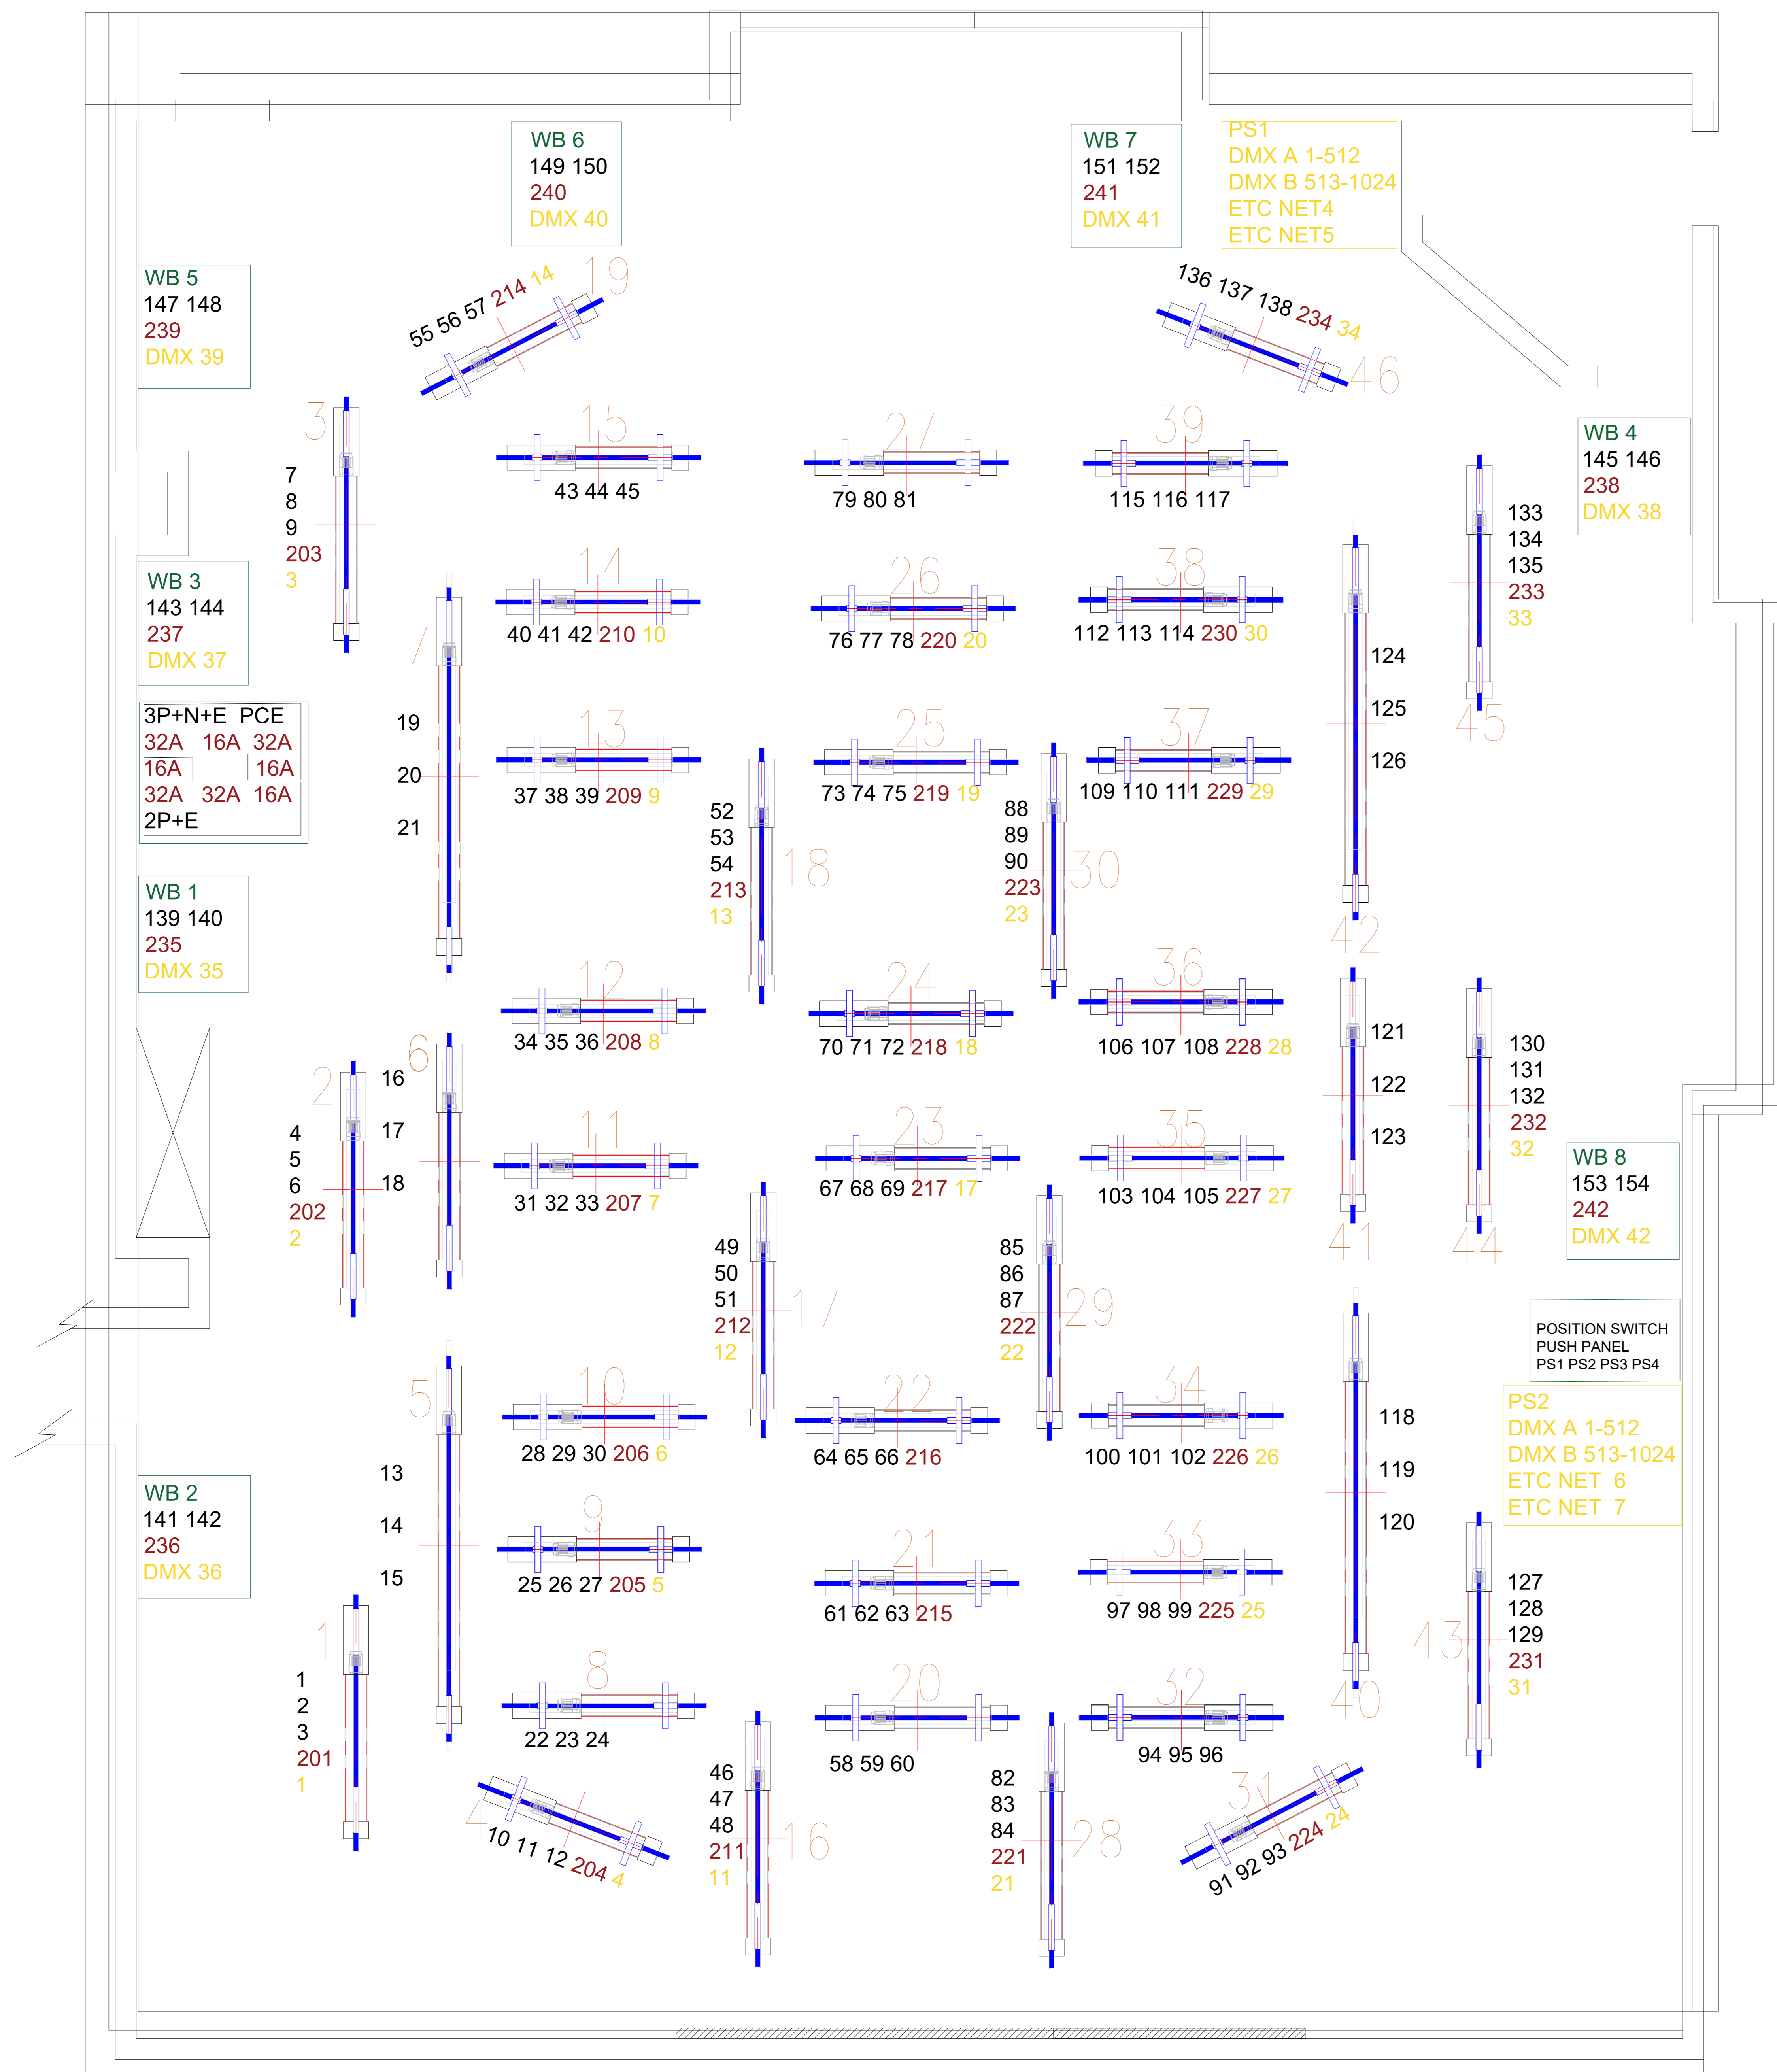 WB 6
149 150
240
DMX 40
WB 7
151 152
241
DMX 41
PS1
DMX A 1-512
DMX B 513-1024
ETC NET4
ETC NET5
WB 5
147 148
239
DMX 39
19
55 56 57 214 14
136 137 138 234 34
46
3
7
8
9
203
3
15
43 44 45
27
79 80 81
39
115 116 117
WB 4
145 146
238
DMX 38
133
134
135
233
33
45
WB 3
143 144
237
DMX 37
14
40 41 42 210 10
26
76 77 78 220 20
38
112 113 114 230 30
7
19
20
21
124
125
126
42
3P+N+E PCE
32A 16A 32A
16A 16A
32A 32A 16A
2P+E
13
37 38 39 209 9
25
73 74 75 219 19
37
109 110 111 229 29
52
53
54
213
13
18
88
89
90
223
23
30
WB 1
139 140
235
DMX 35
12
34 35 36 208 8
24
70 71 72 218 18
36
106 107 108 228 28
6
16
17
18
2
4
5
6
202
2
121
122
123
41
130
131
132
232
32
44
11
31 32 33 207 7
23
67 68 69 217 17
35
103 104 105 227 27
WB 8
153 154
242
DMX 42
49
50
51
212
12
17
85
86
87
222
22
29
POSITION SWITCH
PUSH PANEL
PS1 PS2 PS3 PS4
5
13
14
15
10
28 29 30 206 6
22
64 65 66 216
34
100 101 102 226 26
118
119
120
40
PS2
DMX A 1-512
DMX B 513-1024
ETC NET 6
ETC NET 7
WB 2
141 142
236
DMX 36
9
25 26 27 205 5
21
61 62 63 215
33
97 98 99 225 25
43
127
128
129
231
31
1
1
2
3
201
1
8
22 23 24
20
58 59 60
32
94 95 96
4
10 11 12 204 4
46
47
48
211
11
16
82
83
84
221
21
28
31
91 92 93 224 24